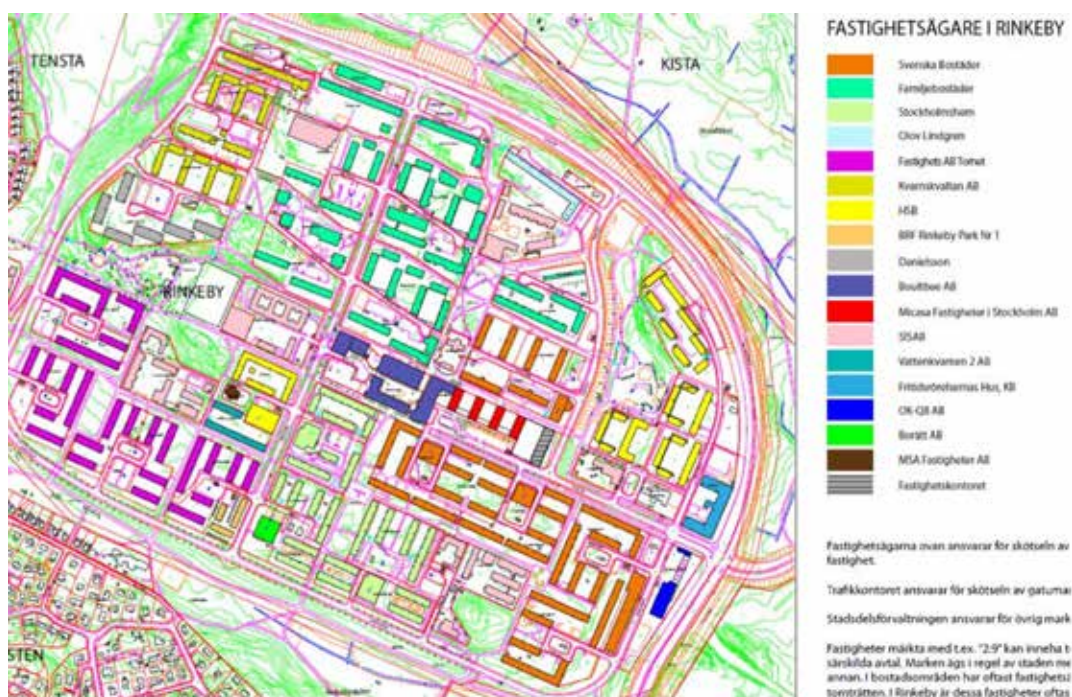 TENSTA
KISTA
RINKEBY
STEN
FASTIGHETSÄGARE I RINKEBY
Svenska Bostäder
Familjebostäder
Stockholmshem
Olov Lindgren
Fastighets AB Tornet
Kvarnskvaltan AB
HSB
BRF Rinkeby Park Nr 1
Danielsson
Boultbee AB
Micasa Fastigheter i Stockholm AB
SISAB
Vattenkvarnen 2 AB
Fritidsrörelsernas Hus, KB
OK-Q8 AB
Borätt AB
MSA Fastigheter AB
Fastighetskontoret
Fastighetsägarna ovan ansvarar för skötseln av
fastighet.
Trafikkontoret ansvarar för skötseln av gatumar
Stadsdelsförvaltningen ansvarar för övrig mark
Fastigheter märkta med t.ex. "2:9" kan inneha t
särskilda avtal. Marken ägs i regel av staden me
annan. I bostadsområden har oftast fastighetsä
tomträtten. I Rinkeby är dessa fastigheter oftas